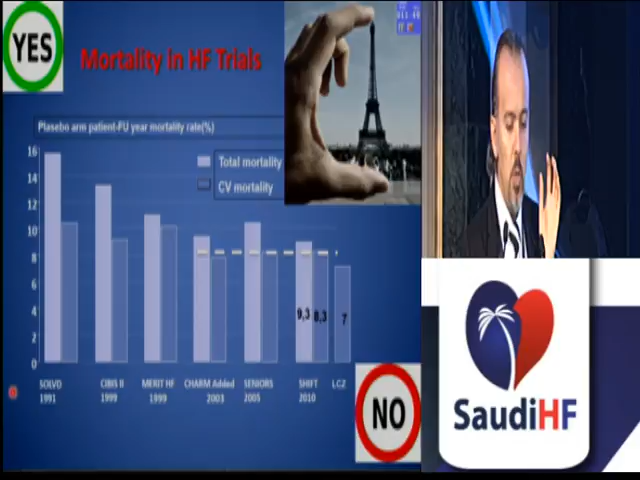 YES
Mortality in HF Trials
Plasebo arm patient-FU year mortality rate(%)
Total mortality
CV mortality
16
14
12
10
8
6
4
2
0
9,3
8,3
7
SOLVD
1991
CIBIS II
1999
MERIT HF
1999
CHARM Added
2003
SENIORS
2005
SHIFT
2010
LCZ
NO
SaudiHF